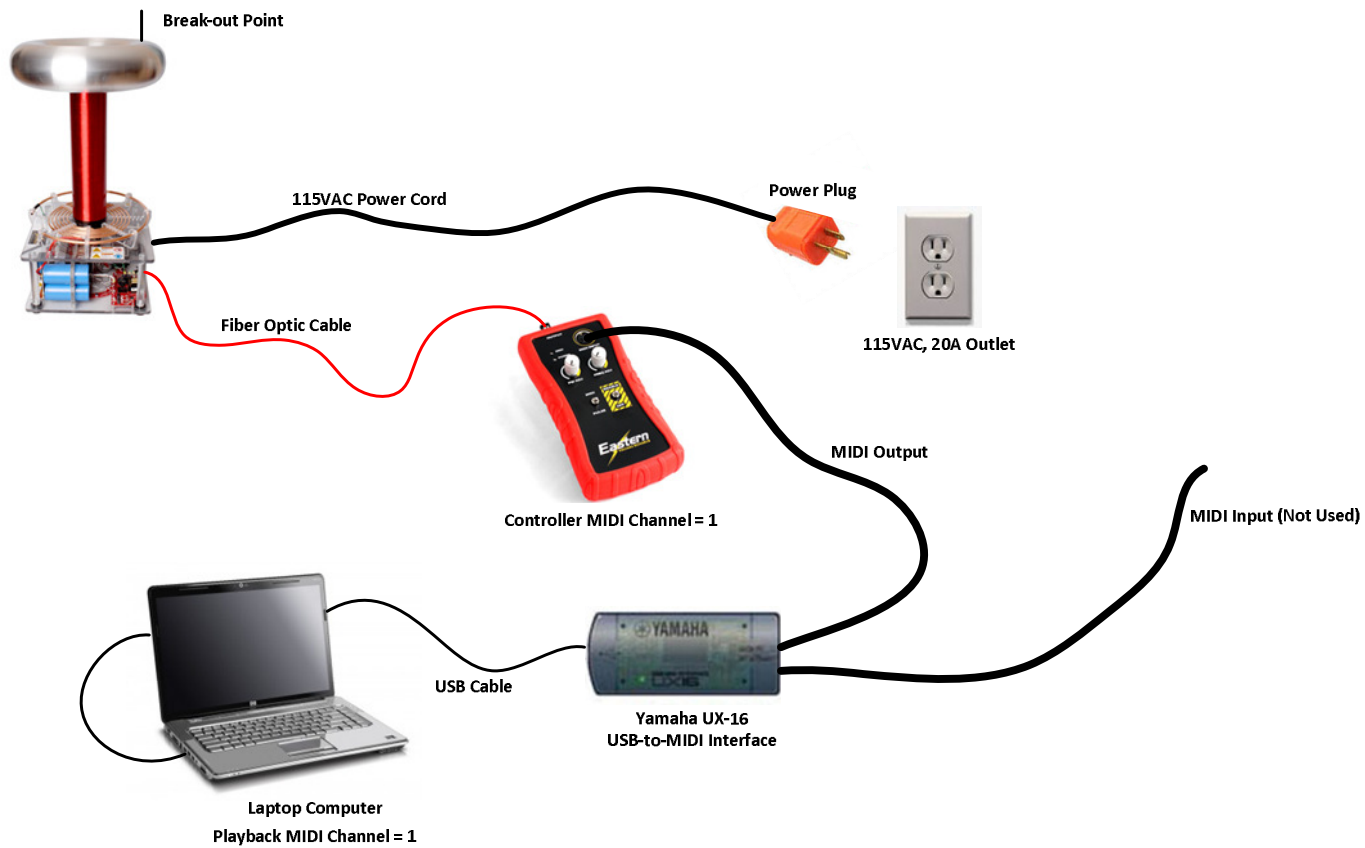 Break-out Point
115VAC Power Cord
Power Plug
Fiber Optic Cable
115VAC, 20A Outlet
Eastern
MIDI Output
Controller MIDI Channel = 1
MIDI Input (Not Used)
YAMAHA
UX16
USB Cable
Yamaha UX-16
USB-to-MIDI Interface
Laptop Computer
Playback MIDI Channel = 1